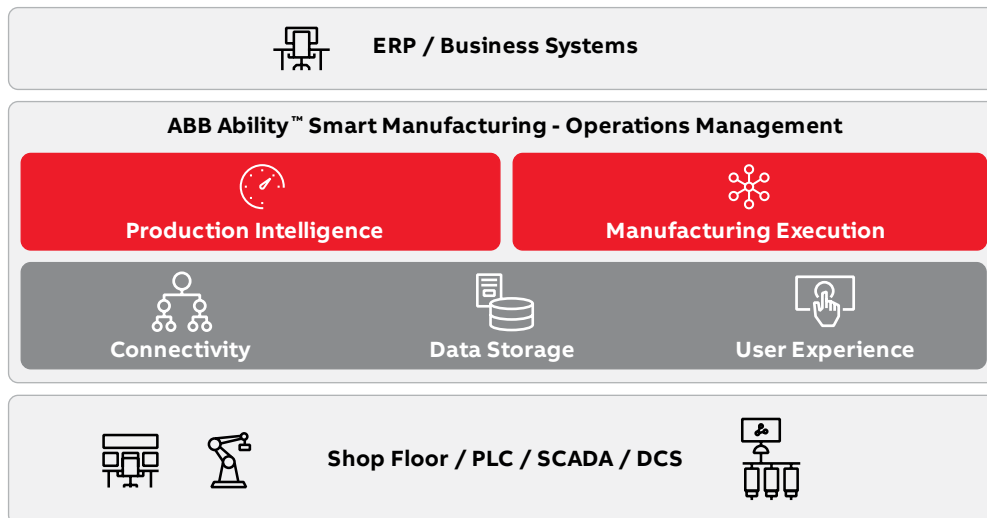 ERP / Business Systems
ABB Ability™ Smart Manufacturing - Operations Management
Production Intelligence
Manufacturing Execution
Connectivity
Data Storage
User Experience
Shop Floor / PLC / SCADA / DCS